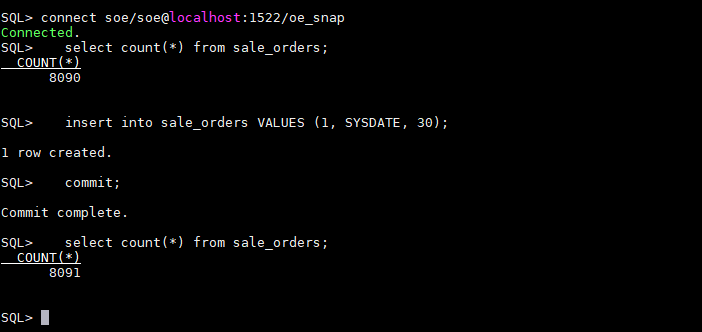 SQL> connect soe/soe@localhost:1522/oe_snap
Connected.
SQL>    select count(*) from sale_orders;
  COUNT(*)
      8090
SQL>    insert into sale_orders VALUES (1, SYSDATE, 30);
1 row created.
SQL>    commit;
Commit complete.
SQL>    select count(*) from sale_orders;
  COUNT(*)
      8091
SQL>